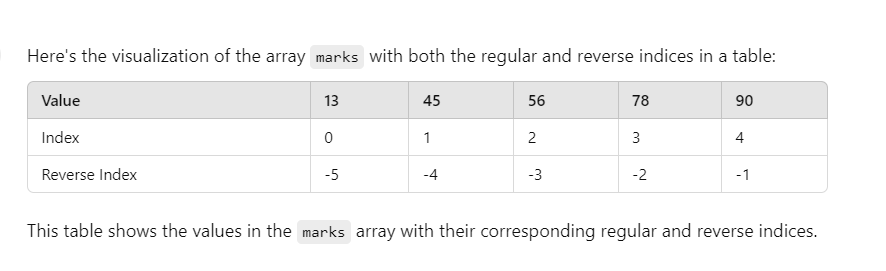 Here's the visualization of the array marks with both the regular and reverse indices in a table:
Value 13 45 56 78 90
Index 0 1 2 3 4
Reverse Index -5 -4 -3 -2 -1
This table shows the values in the marks array with their corresponding regular and reverse indices.